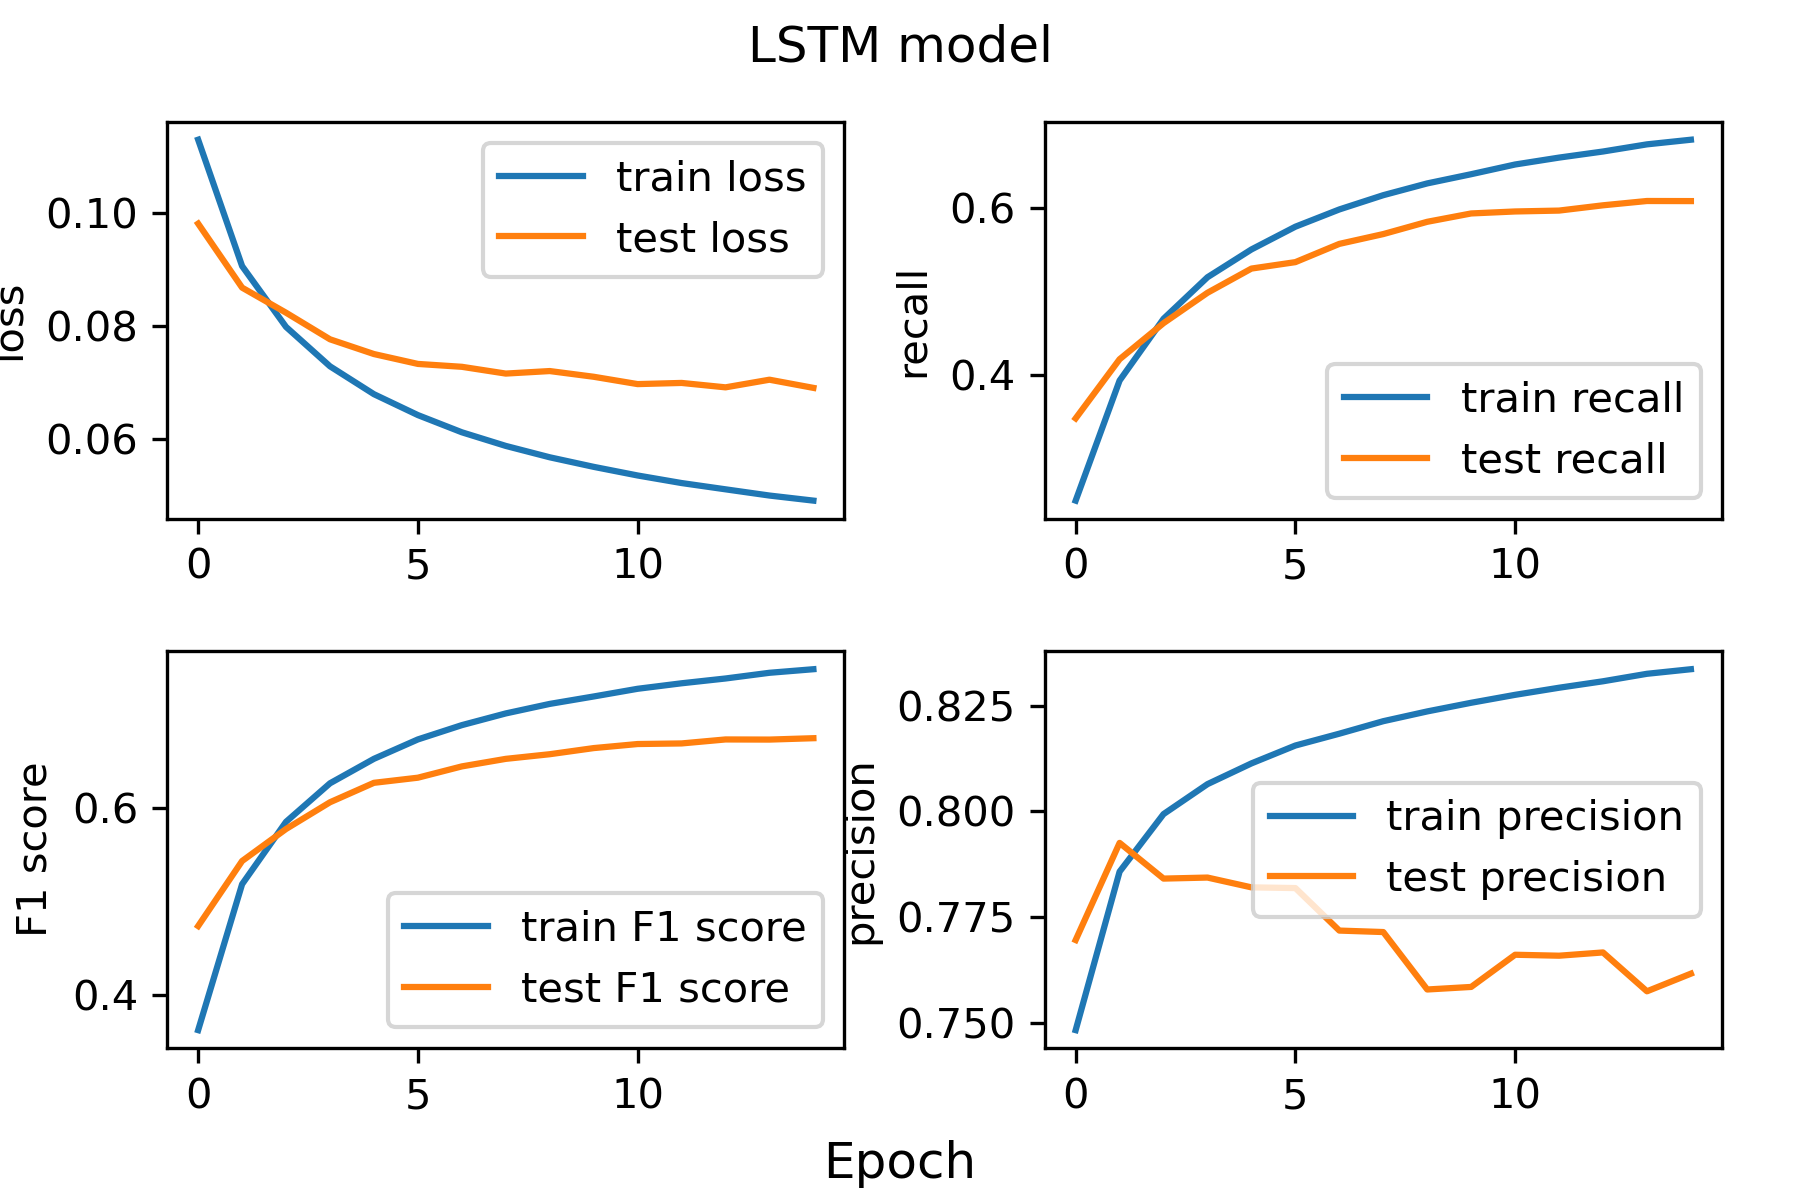 LSTM model
loss
0.10
0.08
0.06
train loss
test loss
0
5
10
recall
0.6
0.4
train recall
test recall
0
5
10
F1 score
0.6
0.4
train F1 score
test F1 score
0
5
10
precision
0.825
0.800
0.775
0.750
train precision
test precision
0
5
10
Epoch